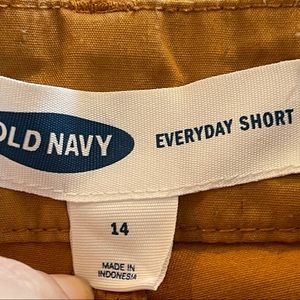 OLD NAVY
EVERYDAY SHORT
14
MADE IN
INDONESIA